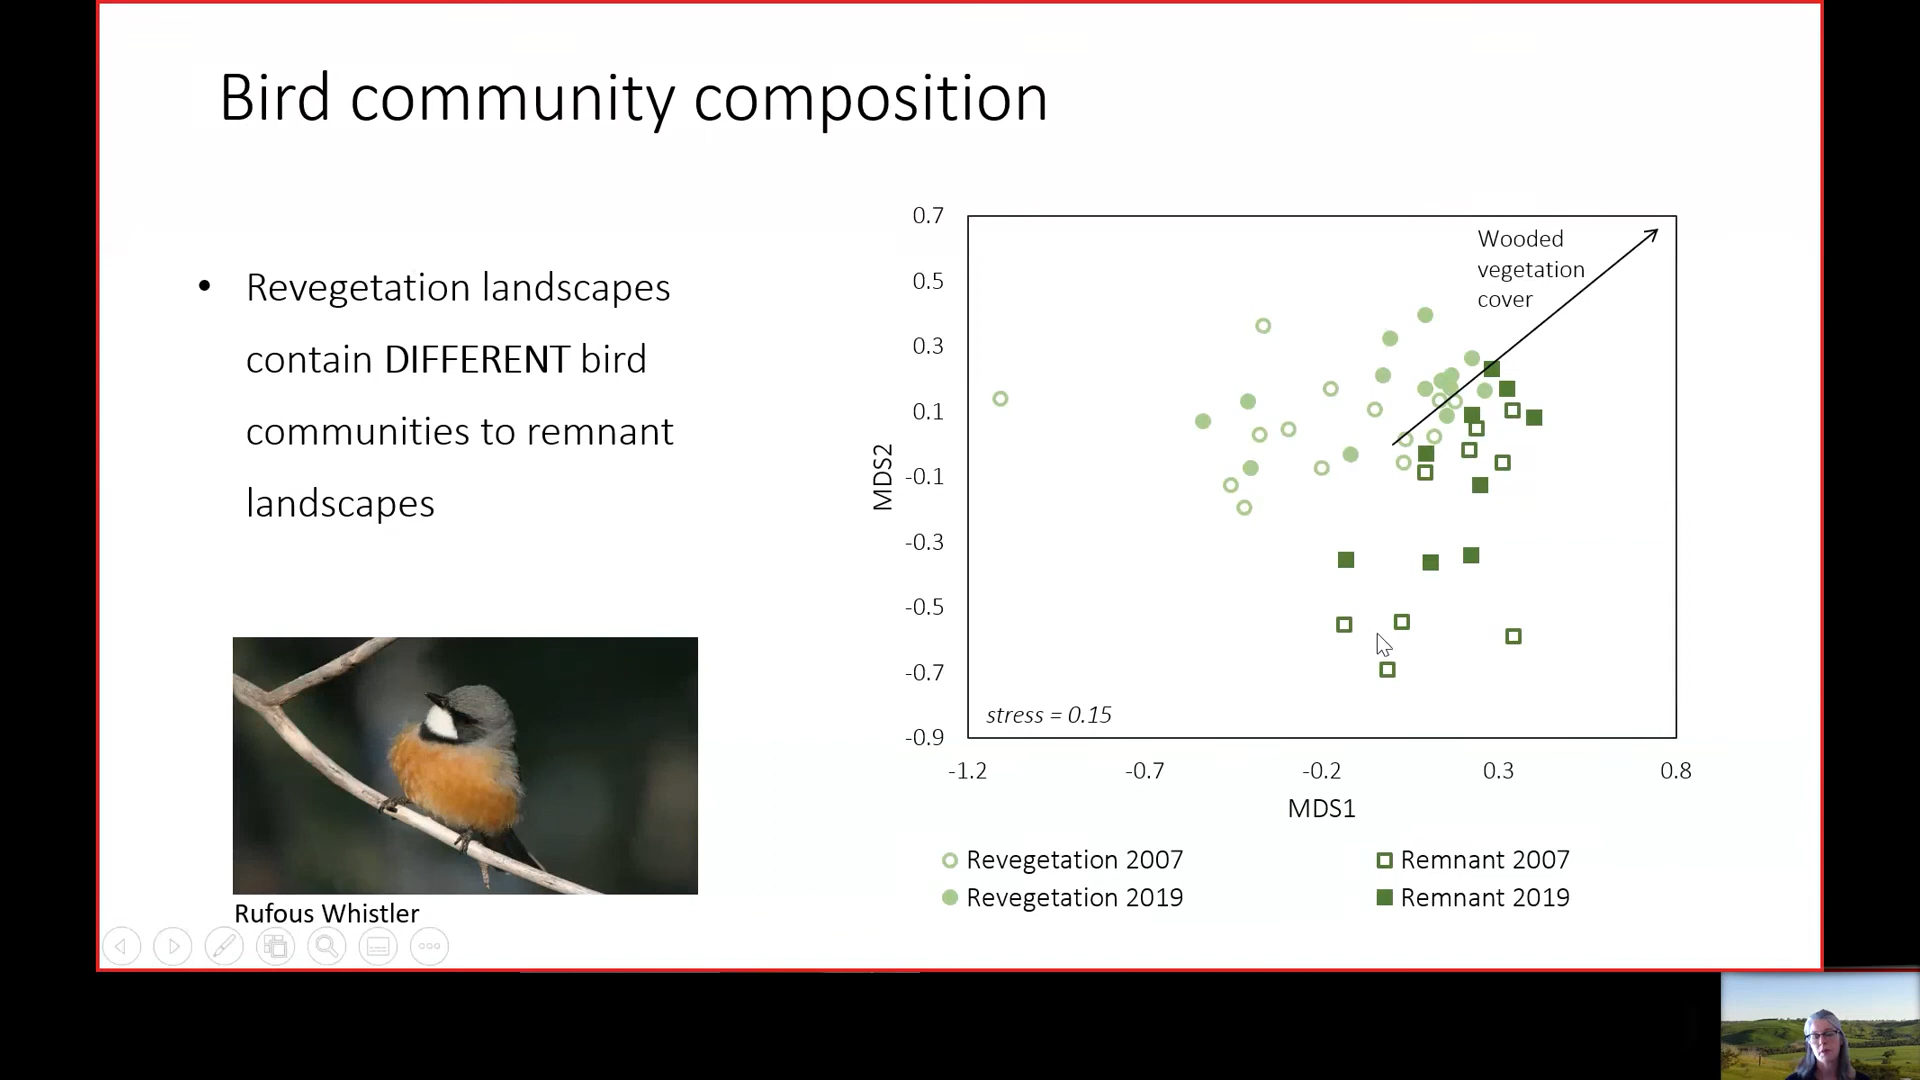 Bird community composition
• Revegetation landscapes
contain DIFFERENT bird
communities to remnant
landscapes
Rufous Whistler
0.7
0.5
0.3
0.1
-0.1
-0.3
-0.5
-0.7
-0.9
MDS2
Wooded
vegetation
cover
stress = 0.15
-1.2 -0.7 -0.2 0.3 0.8
MDS1
Revegetation 2007 Remnant 2007
Revegetation 2019 Remnant 2019